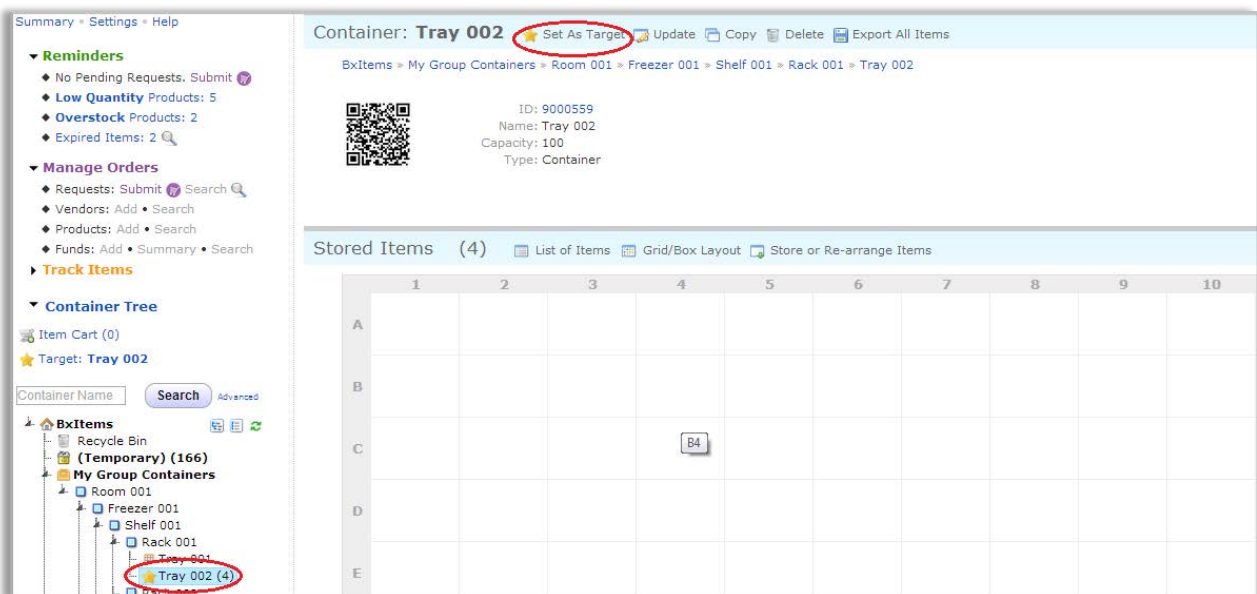 Summary • Settings • Help
Reminders
No Pending Requests. Submit
Low Quantity Products: 5
Overstock Products: 2
Expired Items: 2
Manage Orders
Requests: Submit Search
Vendors: Add • Search
Products: Add • Search
Funds: Add • Summary • Search
Track Items
Container Tree
Item Cart (0)
Target: Tray 002
Container Name Search Advanced
BxItems
Recycle Bin
(Temporary) (166)
My Group Containers
Room 001
Freezer 001
Shelf 001
Rack 001
Tray 001
Tray 002 (4)
Container: Tray 002 Set As Target Update Copy Delete Export All Items
BxItems » My Group Containers » Room 001 » Freezer 001 » Shelf 001 » Rack 001 » Tray 002
ID: 9000559
Name: Tray 002
Capacity: 100
Type: Container
Stored Items (4) List of Items Grid/Box Layout Store or Re-arrange Items
1 2 3 4 5 6 7 8 9 10
A
B
C B4
D
E